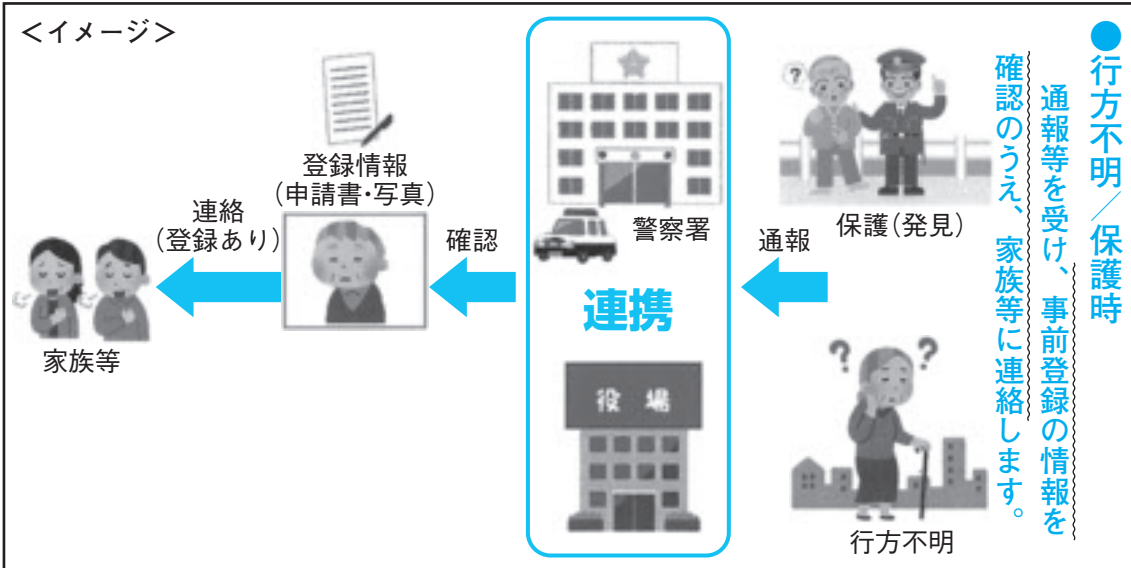 ●行方不明／保護時
通報等を受け、事前登録の情報を
確認のうえ、家族等に連絡します。
＜イメージ＞
保護（発見）
行方不明
通報
警察署
連携
役場
確認
登録情報
（申請書・写真）
連絡
（登録あり）
家族等
?
? ?